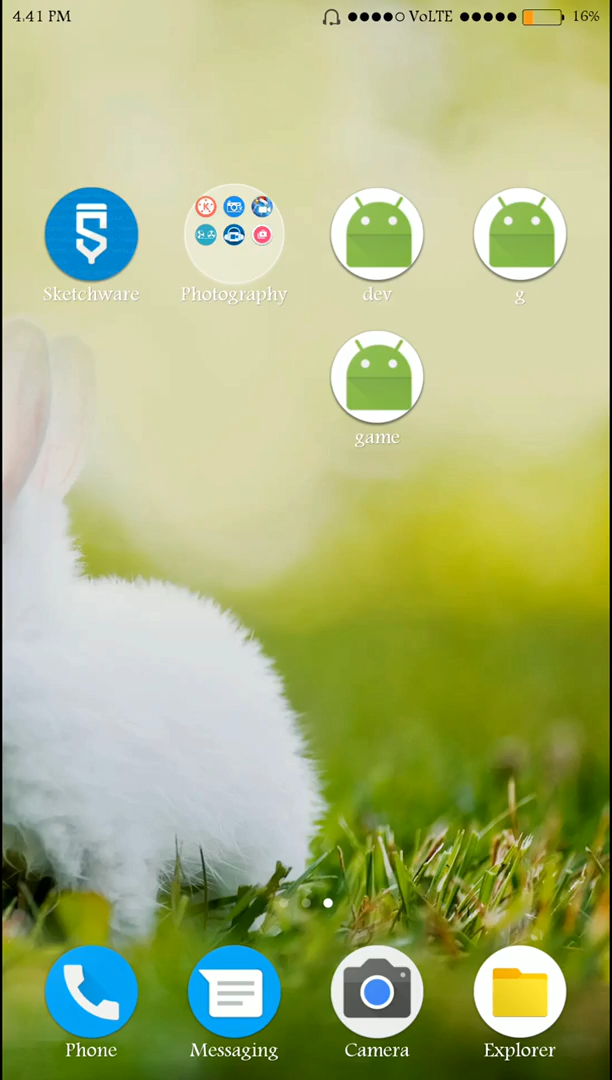 4.41 PM VoLTE 16%
Sketchware Photography dev g
game
Phone Messaging Camera Explorer